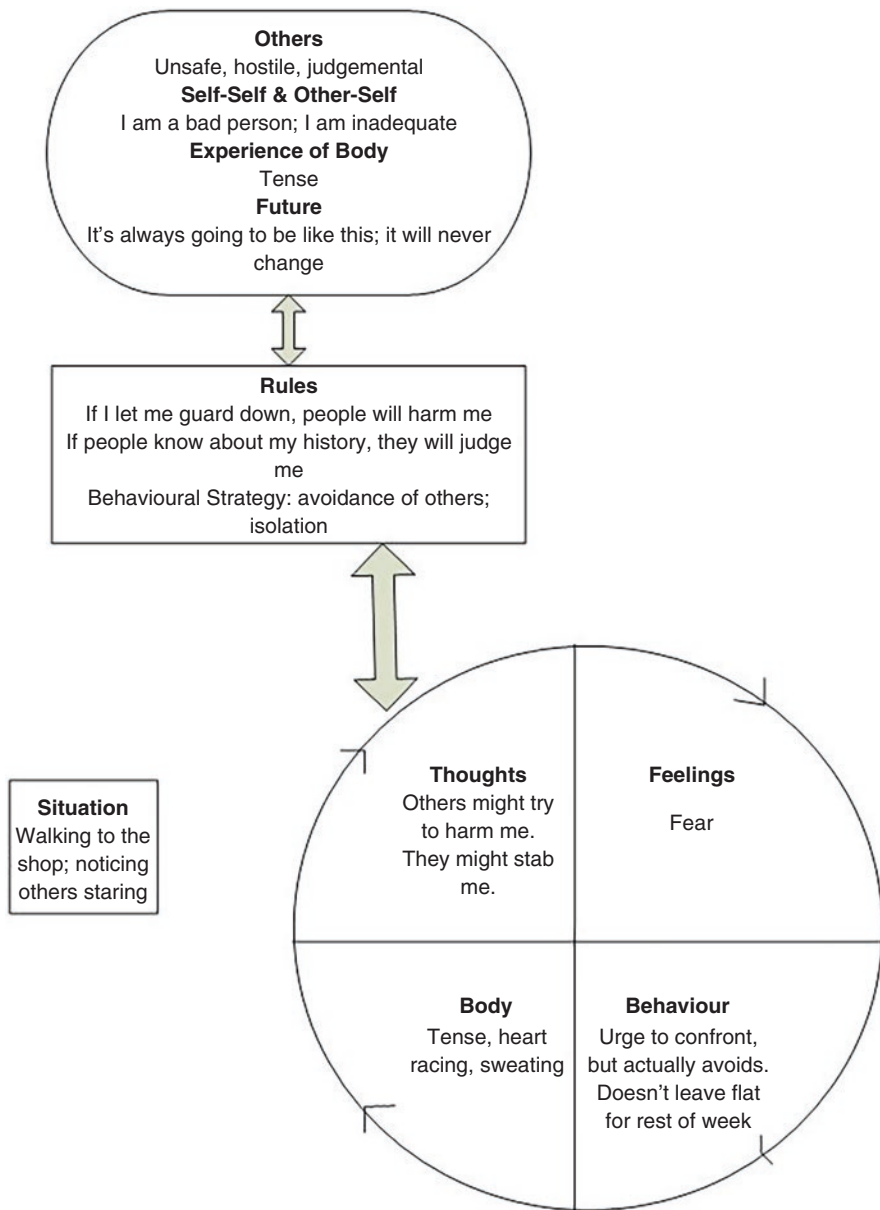 Others
Unsafe, hostile, judgemental
Self-Self & Other-Self
I am a bad person; I am inadequate
Experience of Body
Tense
Future
It's always going to be like this; it will never
change
Rules
If I let me guard down, people will harm me
If people know about my history, they will judge
me
Behavioural Strategy: avoidance of others;
isolation
Situation
Walking to the
shop; noticing
others staring
Thoughts
Others might try
to harm me.
They might stab
me.
Feelings
Fear
Body
Tense, heart
racing, sweating
Behaviour
Urge to confront,
but actually avoids.
Doesn't leave flat
for rest of week